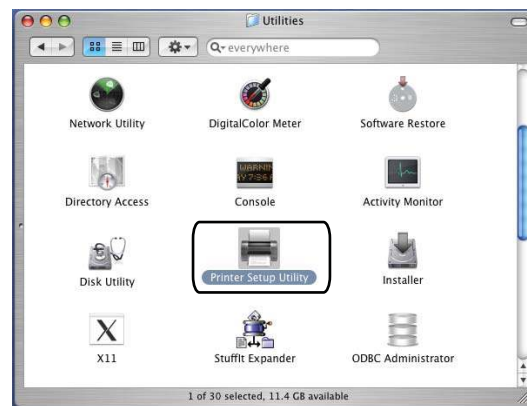 Utilities
everywhere
Network Utility
DigitalColor Meter
Software Restore
WARNIN
Directory Access
Console
Activity Monitor
Disk Utility
Printer Setup Utility
Installer
X11
StuffIt Expander
ODBC Administrator
1 of 30 selected, 11.4 GB available